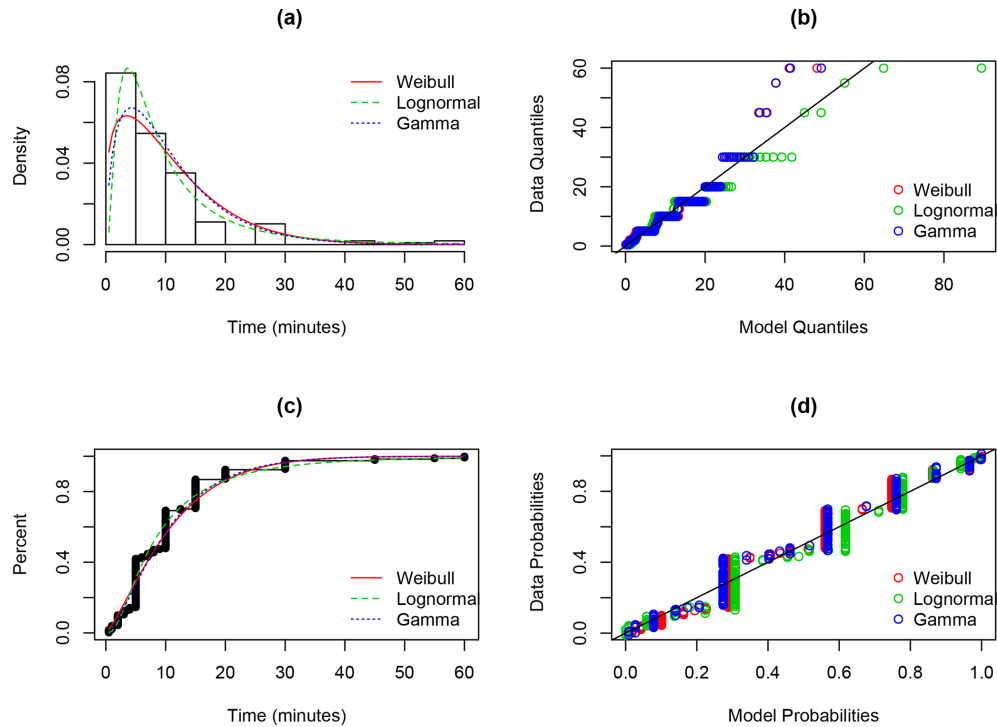 (a)
Density
0.00 0.04 0.08
Weibull
Lognormal
Gamma
0 10 20 30 40 50 60
Time (minutes)
(b)
Data Quantiles
0 20 40 60
Weibull
Lognormal
Gamma
0 20 40 60 80
Model Quantiles
(c)
Percent
0.0 0.4 0.8
Weibull
Lognormal
Gamma
0 10 20 30 40 50 60
Time (minutes)
(d)
Data Probabilities
0.0 0.4 0.8
Weibull
Lognormal
Gamma
0.0 0.2 0.4 0.6 0.8 1.0
Model Probabilities